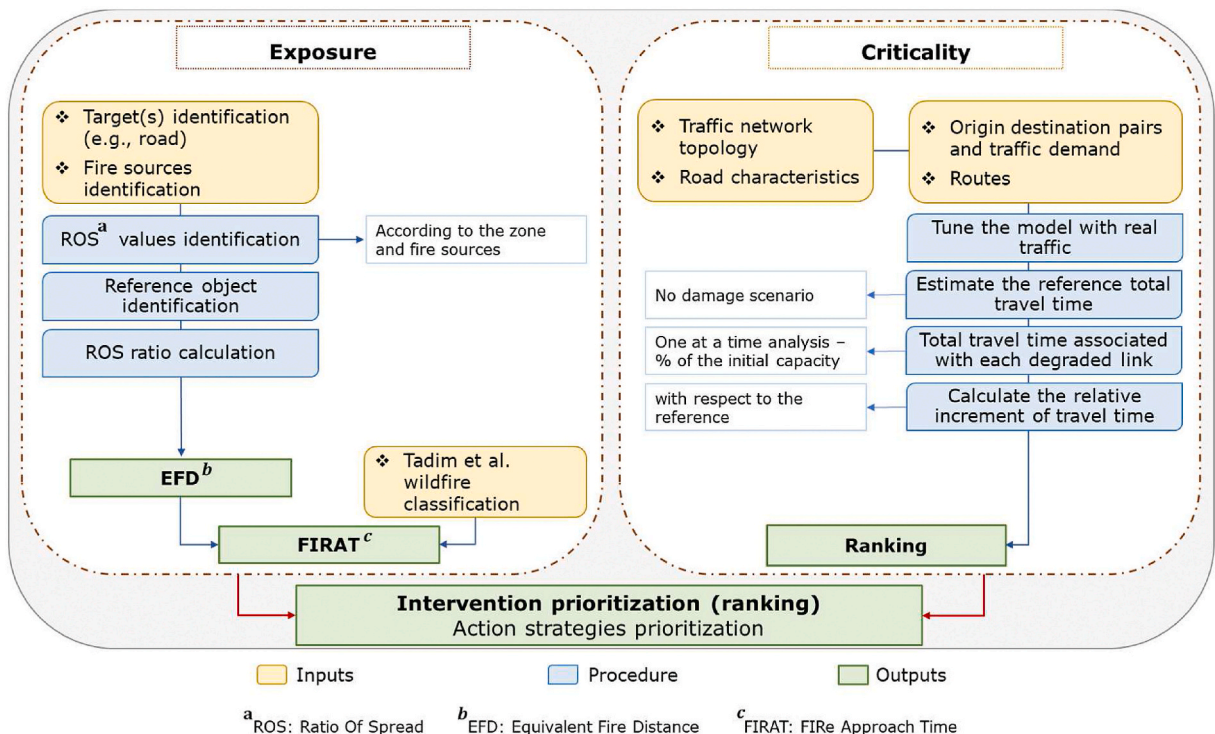 Exposure
❖ Target(s) identification
(e.g., road)
❖ Fire sources
identification
ROSᵃ values identification
According to the zone
and fire sources
Reference object
identification
ROS ratio calculation
EFDᵇ
❖ Tadim et al.
wildfire
classification
FIRATᶜ
Criticality
❖ Traffic network
topology
❖ Road characteristics
❖ Origin destination pairs
and traffic demand
❖ Routes
Tune the model with real
traffic
No damage scenario
Estimate the reference total
travel time
One at a time analysis –
% of the initial capacity
Total travel time associated
with each degraded link
with respect to the
reference
Calculate the relative
increment of travel time
Ranking
Intervention prioritization (ranking)
Action strategies prioritization
Inputs
Procedure
Outputs
ᵃROS: Ratio Of Spread
ᵇEFD: Equivalent Fire Distance
ᶜFIRAT: FIRe Approach Time